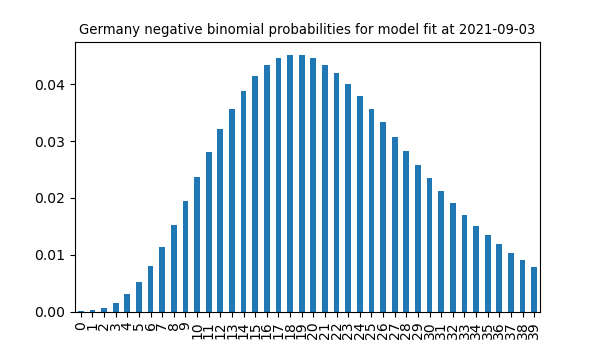 Germany negative binomial probabilities for model fit at 2021-09-03
0.04
0.03
0.02
0.01
0.00
0 1 2 3 4 5 6 7 8 9 10 11 12 13 14 15 16 17 18 19 20 21 22 23 24 25 26 27 28 29 30 31 32 33 34 35 36 37 38 39